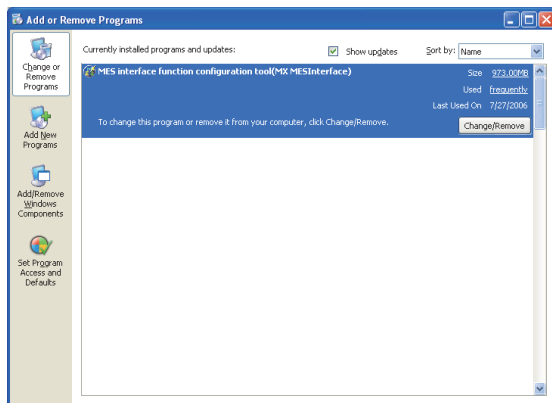 Add or Remove Programs
Change or
Remove
Programs
Add New
Programs
Add/Remove
Windows
Components
Set Program
Access and
Defaults
Currently installed programs and updates:
Show updates
Sort by: Name
MES interface function configuration tool(MX MESInterface)
Size 973.00MB
Used frequently
Last Used On 7/27/2006
To change this program or remove it from your computer, click Change/Remove.
Change/Remove